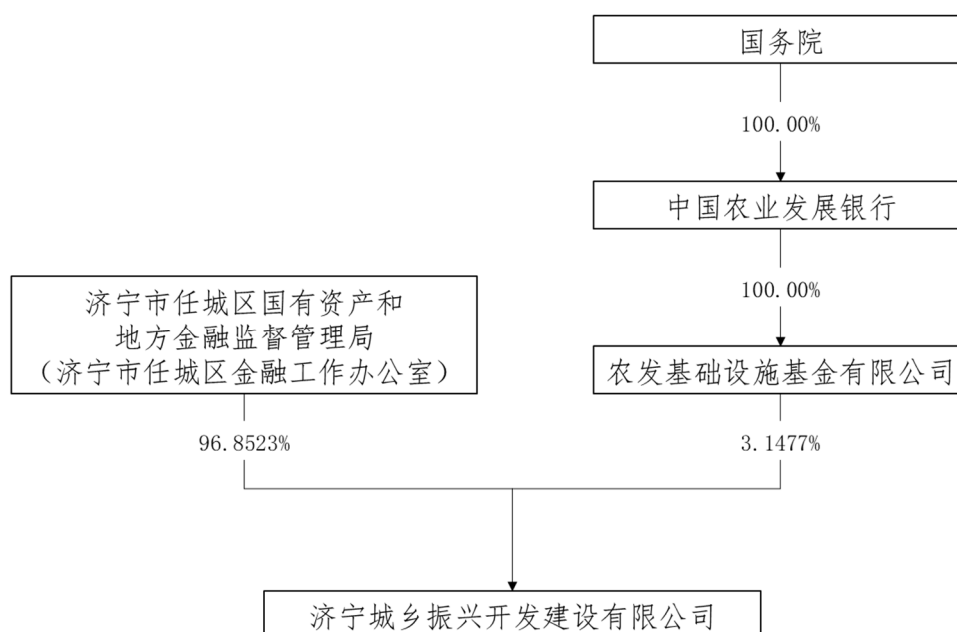 国务院
100.00%
中国农业发展银行
100.00%
济宁市任城区国有资产和
地方金融监督管理局
（济宁市任城区金融工作办公室）
农发基础设施基金有限公司
96.8523%
3.1477%
济宁城乡振兴开发建设有限公司